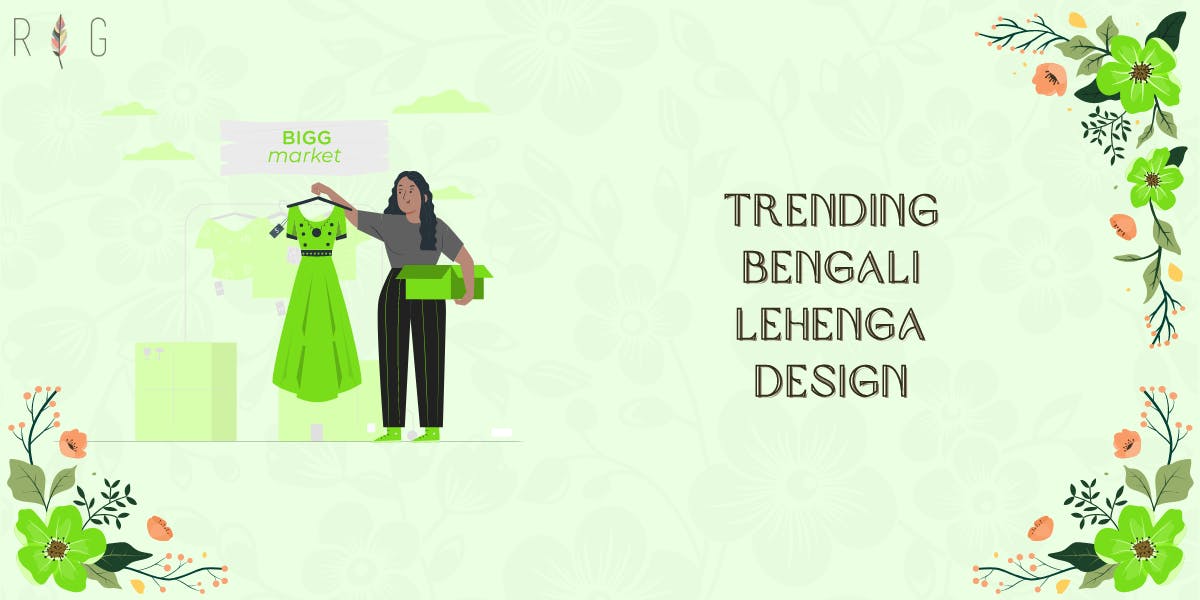 R G
BIGG
market
$
TRENDING
BENGALI
LEHENGA
DESIGN